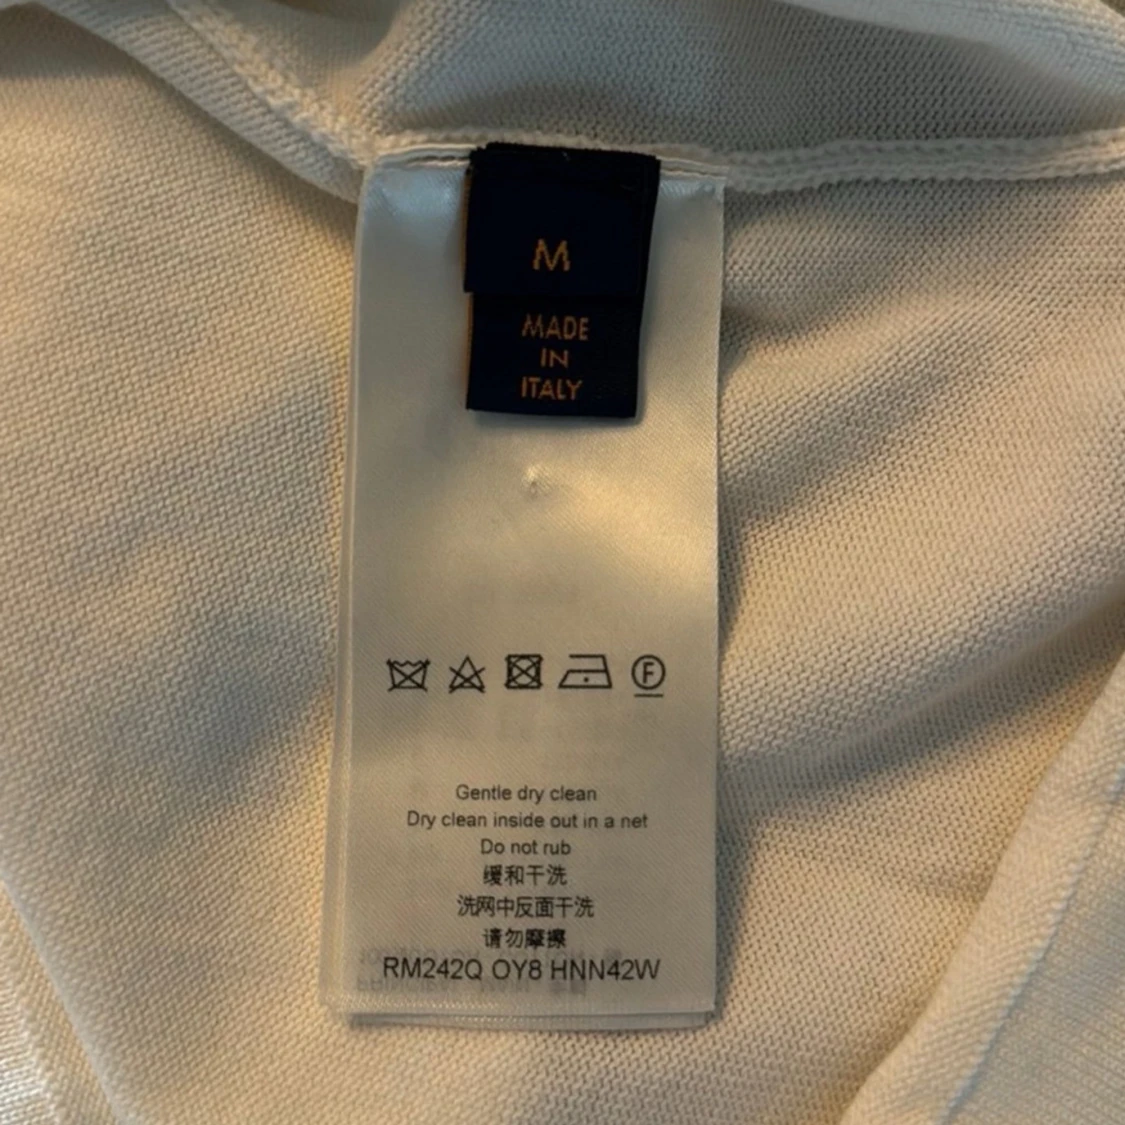 M
MADE
IN
ITALY
F
Gentle dry clean
Dry clean inside out in a net
Do not rub
缓和干洗
洗网中反面干洗
请勿摩擦
RM242Q OY8 HNN42W